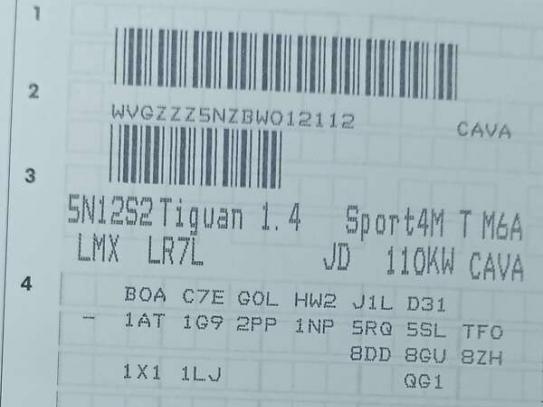 1
2
WVGZZZ5NZBW012112 CAVA
3
5N12S2 Tiguan 1.4 Sport4M T M6A
LMX LR7L JD 110KW CAVA
4
B0A C7E G0L HW2 J1L D31
- 1AT 1G9 2PP 1NP 5RQ 5SL TF0
8DD 8GU 8ZH
1X1 1LJ QG1